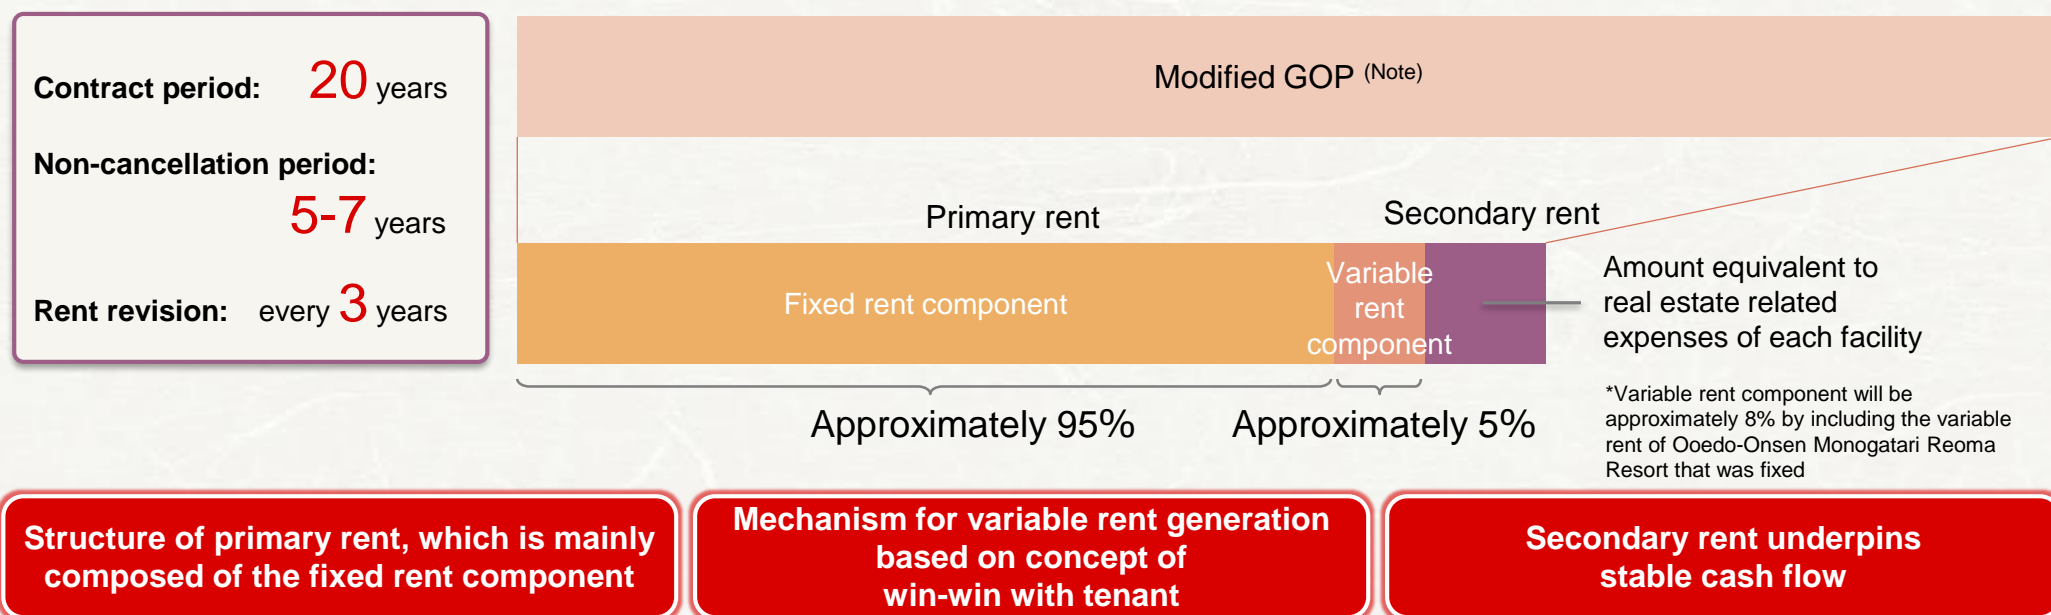 Contract period: 20 years
Non-cancellation period:
5-7 years
Rent revision: every 3 years
Modified GOP (Note)
Primary rent
Secondary rent
Fixed rent component
Variable
rent
component
Amount equivalent to
real estate related
expenses of each facility
Approximately 95%
Approximately 5%
*Variable rent component will be
approximately 8% by including the variable
rent of Ooedo-Onsen Monogatari Reoma
Resort that was fixed
Structure of primary rent, which is mainly
composed of the fixed rent component
Mechanism for variable rent generation
based on concept of
win-win with tenant
Secondary rent underpins
stable cash flow